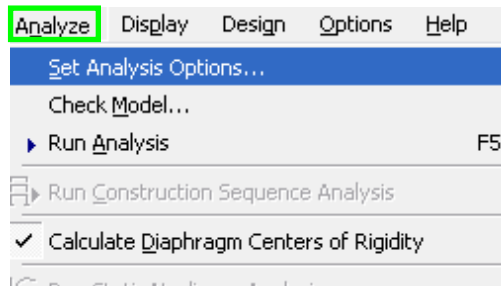 Analyze Display Design Options Help
Set Analysis Options...
Check Model...
Run Analysis F5
Run Construction Sequence Analysis
Calculate Diaphragm Centers of Rigidity